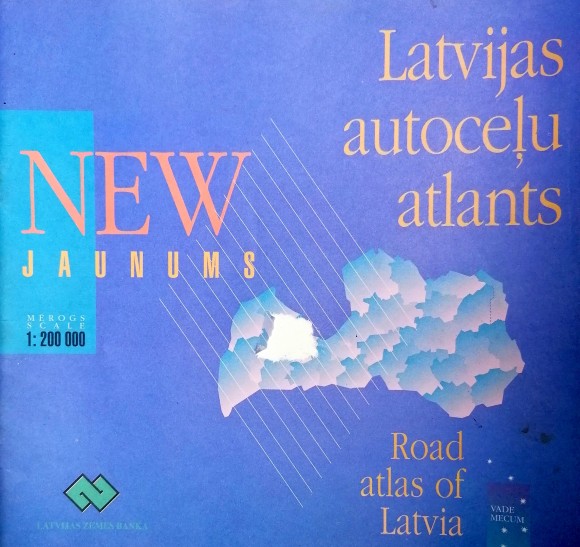 Latvijas
autoceļu
atlants
NEW
JAUNUMS
MĒROGS
SCALE
1: 200 000
Road
atlas of
Latvia
LATVIJAS ZEMES BANKA
VADE
MECUM